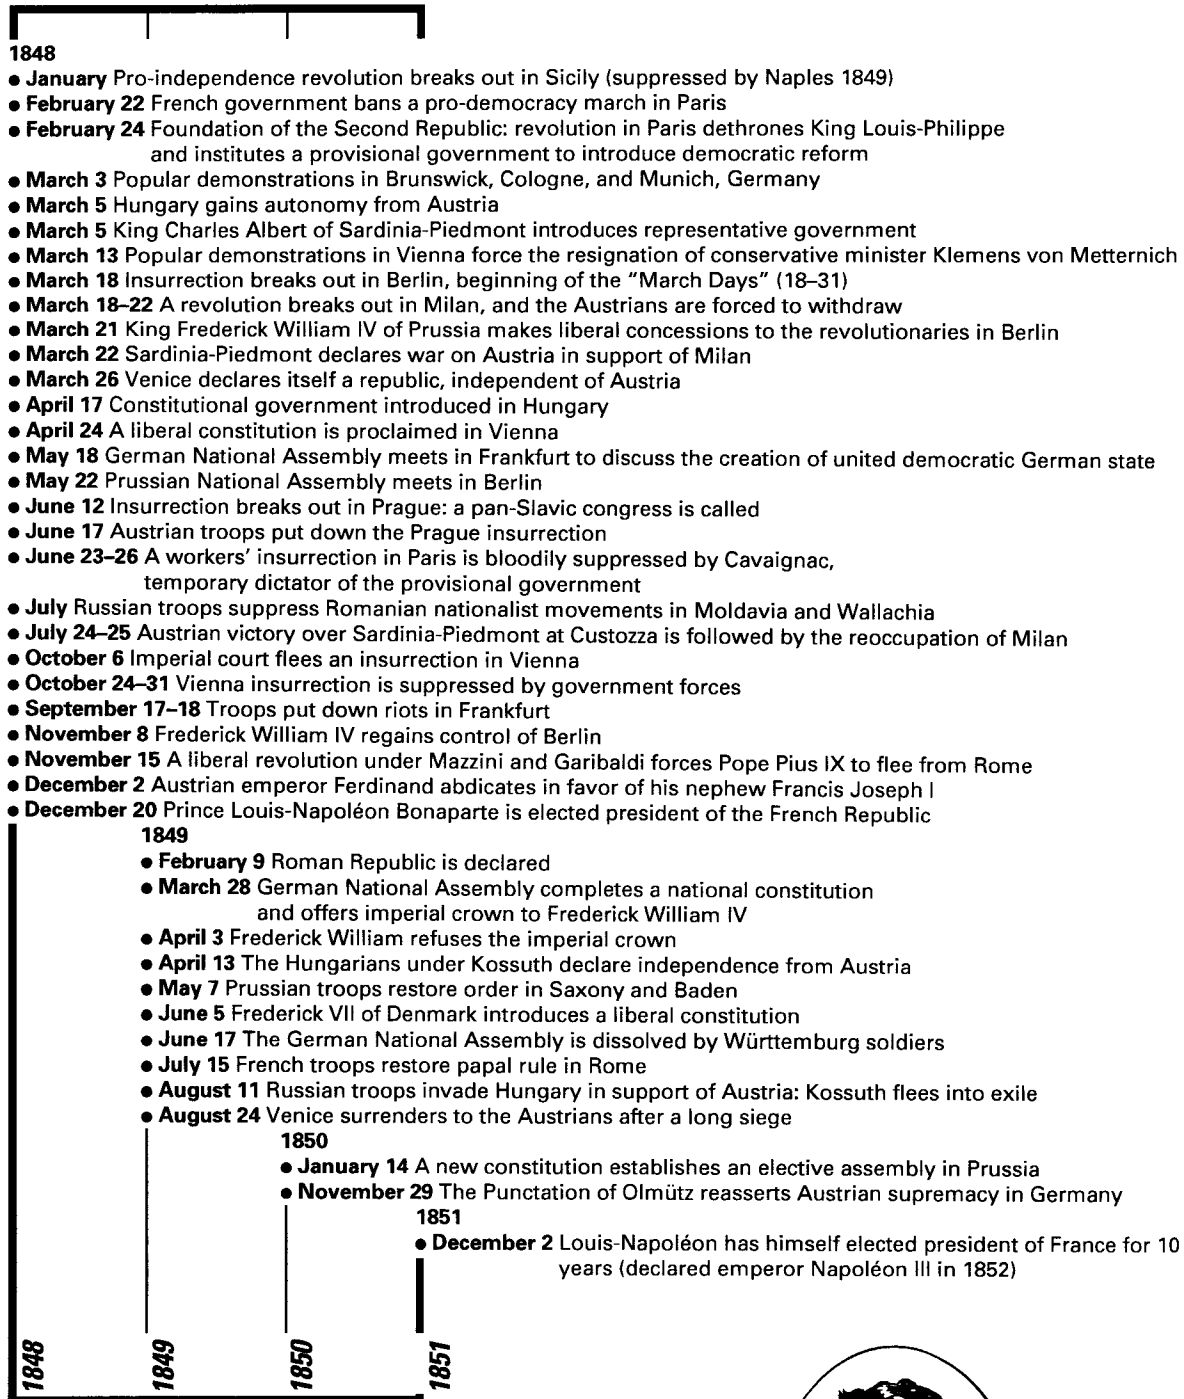 1848
• January Pro-independence revolution breaks out in Sicily (suppressed by Naples 1849)
• February 22 French government bans a pro-democracy march in Paris
• February 24 Foundation of the Second Republic: revolution in Paris dethrones King Louis-Philippe
and institutes a provisional government to introduce democratic reform
• March 3 Popular demonstrations in Brunswick, Cologne, and Munich, Germany
• March 5 Hungary gains autonomy from Austria
• March 5 King Charles Albert of Sardinia-Piedmont introduces representative government
• March 13 Popular demonstrations in Vienna force the resignation of conservative minister Klemens von Metternich
• March 18 Insurrection breaks out in Berlin, beginning of the "March Days" (18–31)
• March 18–22 A revolution breaks out in Milan, and the Austrians are forced to withdraw
• March 21 King Frederick William IV of Prussia makes liberal concessions to the revolutionaries in Berlin
• March 22 Sardinia-Piedmont declares war on Austria in support of Milan
• March 26 Venice declares itself a republic, independent of Austria
• April 17 Constitutional government introduced in Hungary
• April 24 A liberal constitution is proclaimed in Vienna
• May 18 German National Assembly meets in Frankfurt to discuss the creation of united democratic German state
• May 22 Prussian National Assembly meets in Berlin
• June 12 Insurrection breaks out in Prague: a pan-Slavic congress is called
• June 17 Austrian troops put down the Prague insurrection
• June 23–26 A workers' insurrection in Paris is bloodily suppressed by Cavaignac,
temporary dictator of the provisional government
• July Russian troops suppress Romanian nationalist movements in Moldavia and Wallachia
• July 24–25 Austrian victory over Sardinia-Piedmont at Custozza is followed by the reoccupation of Milan
• October 6 Imperial court flees an insurrection in Vienna
• October 24–31 Vienna insurrection is suppressed by government forces
• September 17–18 Troops put down riots in Frankfurt
• November 8 Frederick William IV regains control of Berlin
• November 15 A liberal revolution under Mazzini and Garibaldi forces Pope Pius IX to flee from Rome
• December 2 Austrian emperor Ferdinand abdicates in favor of his nephew Francis Joseph I
• December 20 Prince Louis-Napoléon Bonaparte is elected president of the French Republic
1849
• February 9 Roman Republic is declared
• March 28 German National Assembly completes a national constitution
and offers imperial crown to Frederick William IV
• April 3 Frederick William refuses the imperial crown
• April 13 The Hungarians under Kossuth declare independence from Austria
• May 7 Prussian troops restore order in Saxony and Baden
• June 5 Frederick VII of Denmark introduces a liberal constitution
• June 17 The German National Assembly is dissolved by Württemburg soldiers
• July 15 French troops restore papal rule in Rome
• August 11 Russian troops invade Hungary in support of Austria: Kossuth flees into exile
• August 24 Venice surrenders to the Austrians after a long siege
1850
• January 14 A new constitution establishes an elective assembly in Prussia
• November 29 The Punctation of Olmütz reasserts Austrian supremacy in Germany
1851
• December 2 Louis-Napoléon has himself elected president of France for 10
years (declared emperor Napoléon III in 1852)
1848
1849
1850
1851